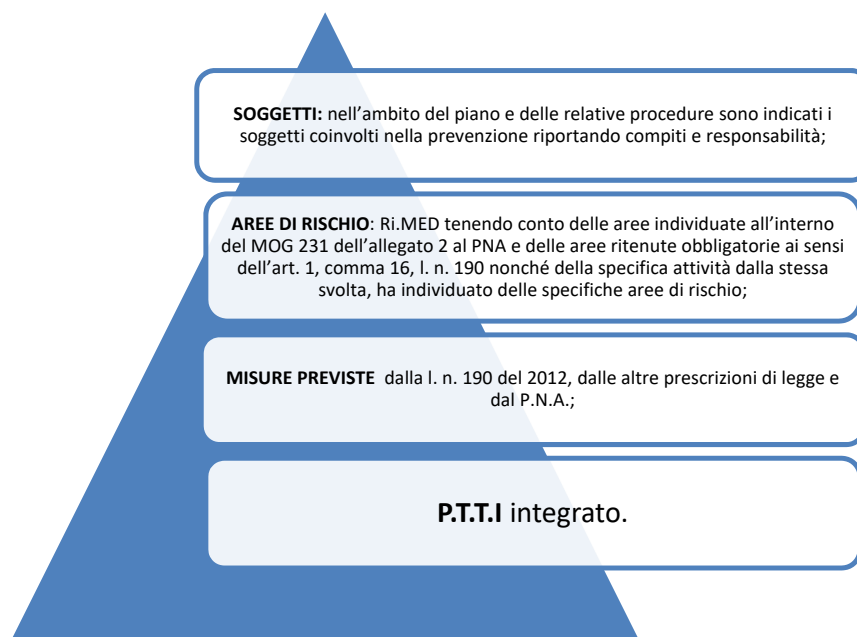 SOGGETTI: nell’ambito del piano e delle relative procedure sono indicati i
soggetti coinvolti nella prevenzione riportando compiti e responsabilità;
AREE DI RISCHIO: Ri.MED tenendo conto delle aree individuate all’interno
del MOG 231 dell’allegato 2 al PNA e delle aree ritenute obbligatorie ai sensi
dell’art. 1, comma 16, l. n. 190 nonché della specifica attività dalla stessa
svolta, ha individuato delle specifiche aree di rischio;
MISURE PREVISTE dalla l. n. 190 del 2012, dalle altre prescrizioni di legge e
dal P.N.A.;
P.T.T.I integrato.